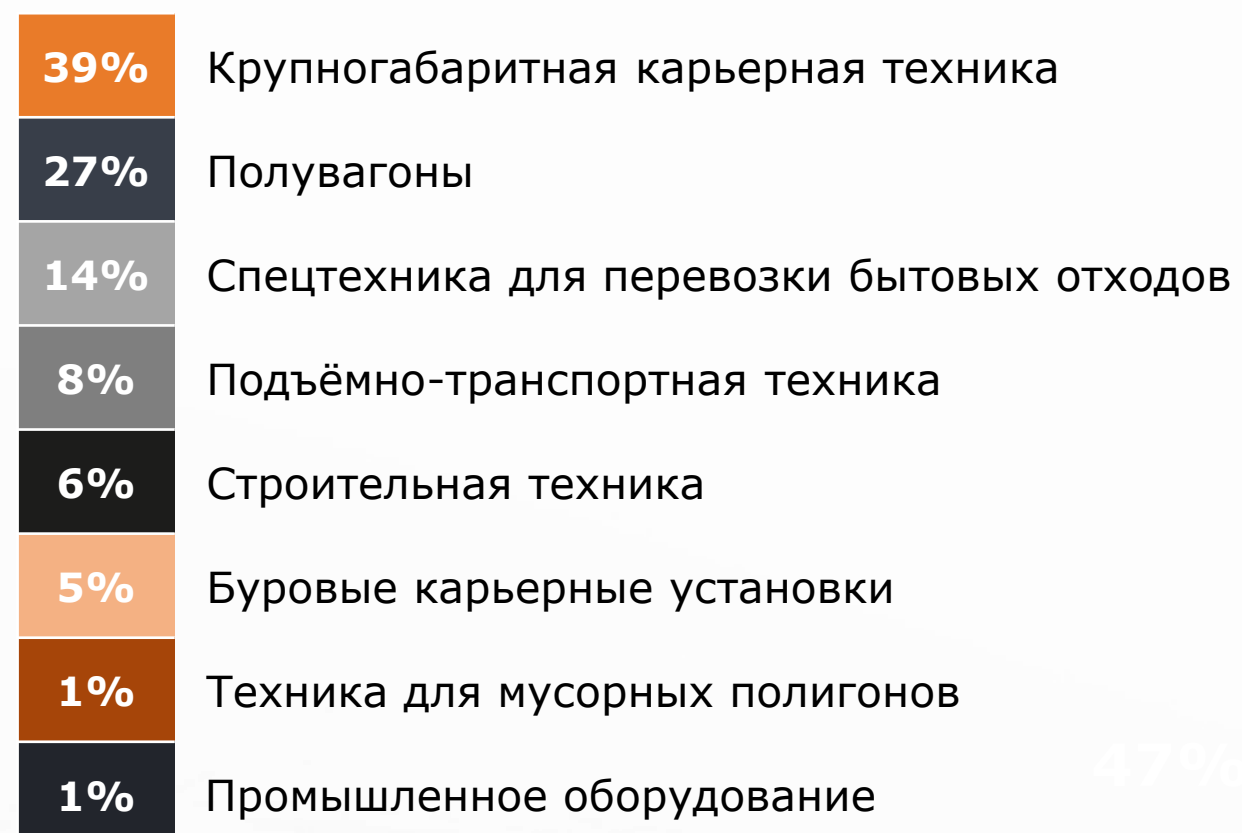 39% Крупногабаритная карьерная техника
27% Полувагоны
14% Спецтехника для перевозки бытовых отходов
8% Подъёмно-транспортная техника
6% Строительная техника
5% Буровые карьерные установки
1% Техника для мусорных полигонов
47%
1% Промышленное оборудование